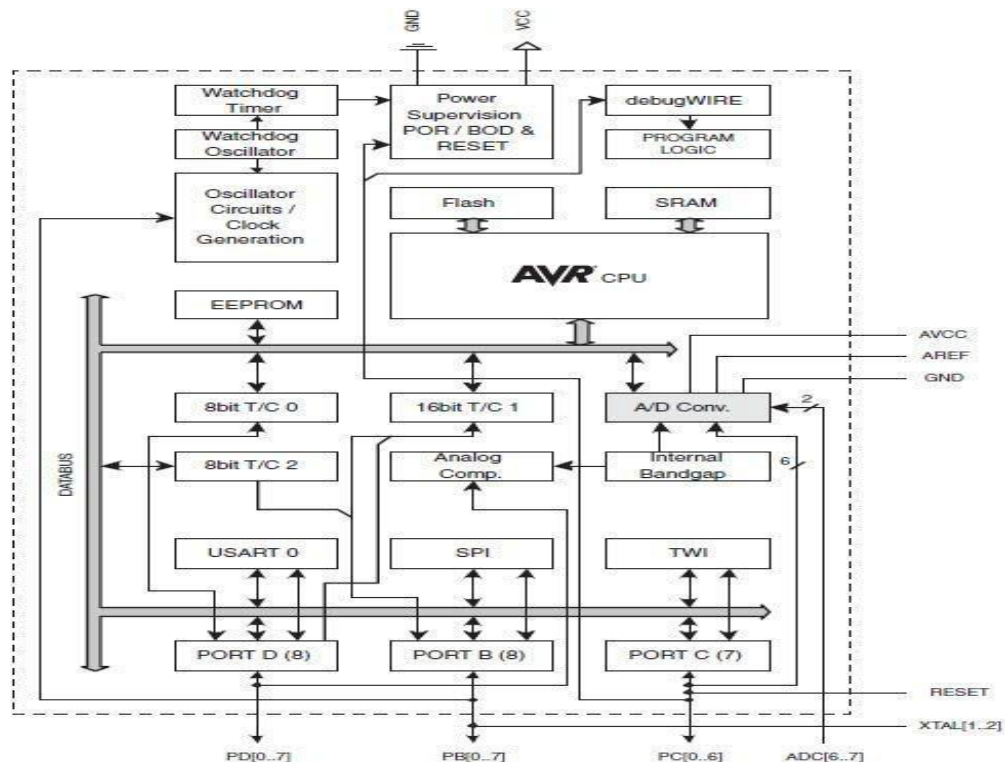 GND
VCC
Watchdog
Timer
Power
Supervision
POR / BOD &
RESET
debugWIRE
Watchdog
Oscillator
PROGRAM
LOGIC
Oscillator
Circuits /
Clock
Generation
Flash
SRAM
AVR CPU
EEPROM
AVCC
AREF
GND
8bit T/C 0
16bit T/C 1
A/D Conv.
2
8bit T/C 2
Analog
Comp.
Internal
Bandgap
6
DATABUS
USART 0
SPI
TWI
PORT D (8)
PORT B (8)
PORT C (7)
RESET
XTAL[1..2]
PD[0..7]
PB[0..7]
PC[0..6]
ADC[6..7]